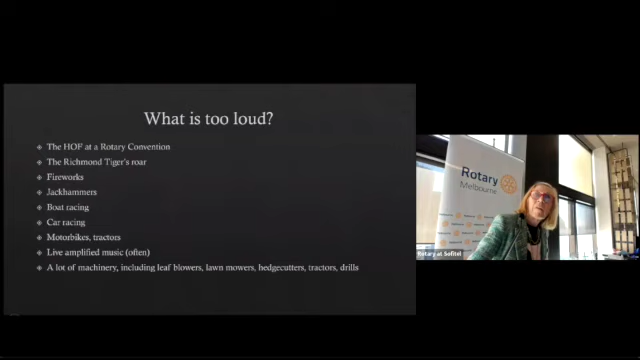 What is too loud?
The HOF at a Rotary Convention
The Richmond Tiger's roar
Fireworks
Jackhammers
Boat racing
Car racing
Motorbikes, tractors
Live amplified music (often)
A lot of machinery, including leaf blowers, lawn mowers, hedgecutters, tractors, drills
Rotary
Melbourne
Rotary at Sofitel